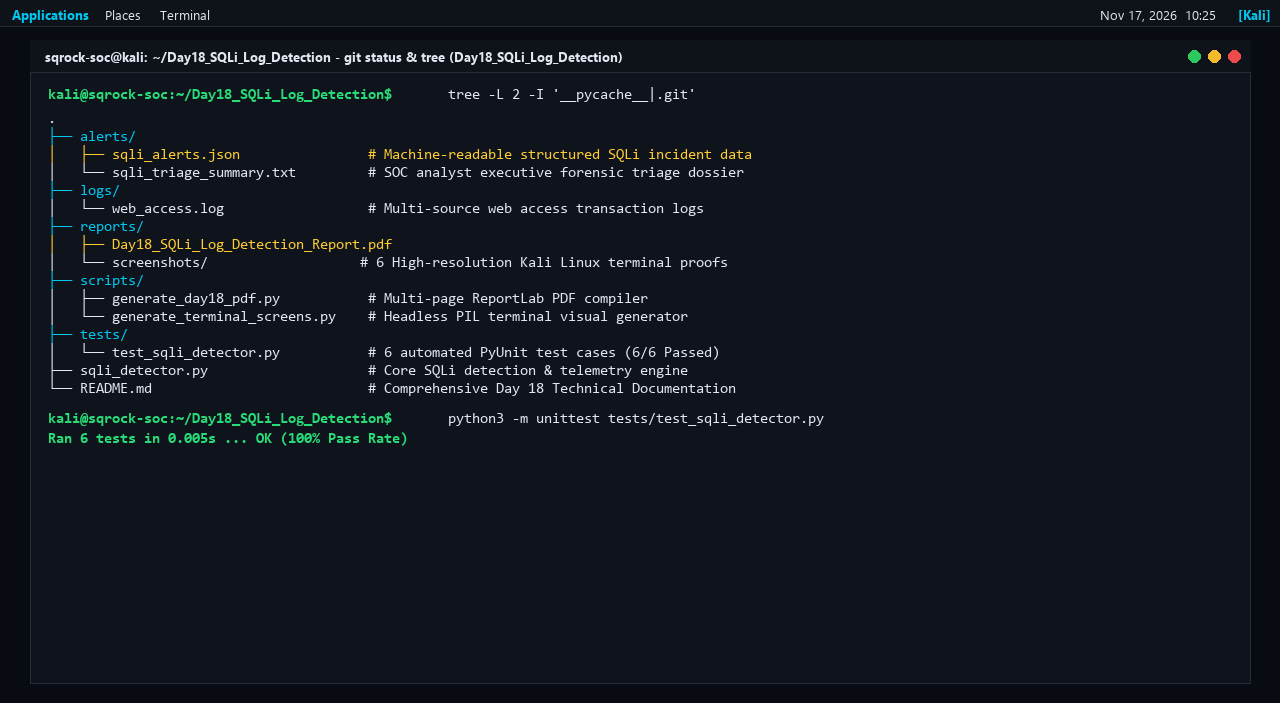 Applications Places Terminal Nov 17, 2026 10:25 [Kali]
sqrock-soc@kali: ~/Day18_SQLi_Log_Detection - git status & tree (Day18_SQLi_Log_Detection)
kali@sqrock-soc:~/Day18_SQLi_Log_Detection$ tree -L 2 -I '__pycache__|.git'
.
├── alerts/
│   ├── sqli_alerts.json                # Machine-readable structured SQLi incident data
│   └── sqli_triage_summary.txt         # SOC analyst executive forensic triage dossier
├── logs/
│   └── web_access.log                  # Multi-source web access transaction logs
├── reports/
│   ├── Day18_SQLi_Log_Detection_Report.pdf
│   └── screenshots/                   # 6 High-resolution Kali Linux terminal proofs
├── scripts/
│   ├── generate_day18_pdf.py           # Multi-page ReportLab PDF compiler
│   └── generate_terminal_screens.py    # Headless PIL terminal visual generator
├── tests/
│   └── test_sqli_detector.py           # 6 automated PyUnit test cases (6/6 Passed)
├── sqli_detector.py                    # Core SQLi detection & telemetry engine
└── README.md                           # Comprehensive Day 18 Technical Documentation
kali@sqrock-soc:~/Day18_SQLi_Log_Detection$ python3 -m unittest tests/test_sqli_detector.py
Ran 6 tests in 0.005s ... OK (100% Pass Rate)